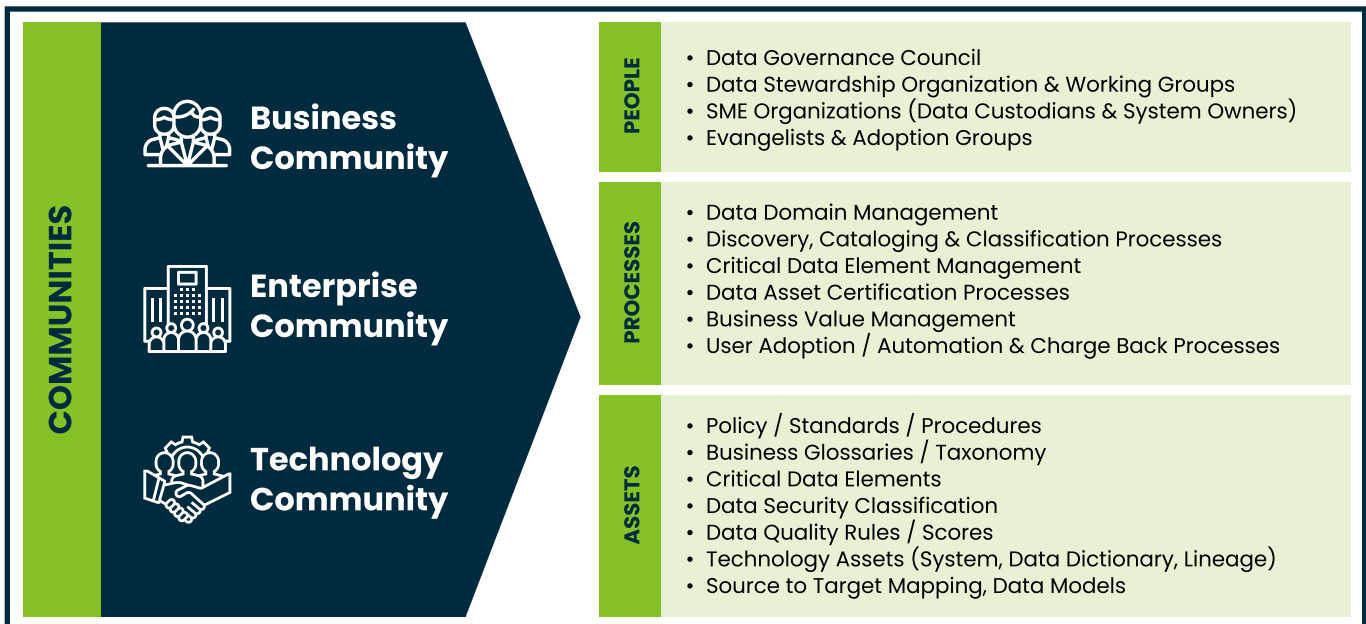 COMMUNITIES
Business
Community
Enterprise
Community
Technology
Community
PEOPLE
• Data Governance Council
• Data Stewardship Organization & Working Groups
• SME Organizations (Data Custodians & System Owners)
• Evangelists & Adoption Groups
PROCESSES
• Data Domain Management
• Discovery, Cataloging & Classification Processes
• Critical Data Element Management
• Data Asset Certification Processes
• Business Value Management
• User Adoption / Automation & Charge Back Processes
ASSETS
• Policy / Standards / Procedures
• Business Glossaries / Taxonomy
• Critical Data Elements
• Data Security Classification
• Data Quality Rules / Scores
• Technology Assets (System, Data Dictionary, Lineage)
• Source to Target Mapping, Data Models